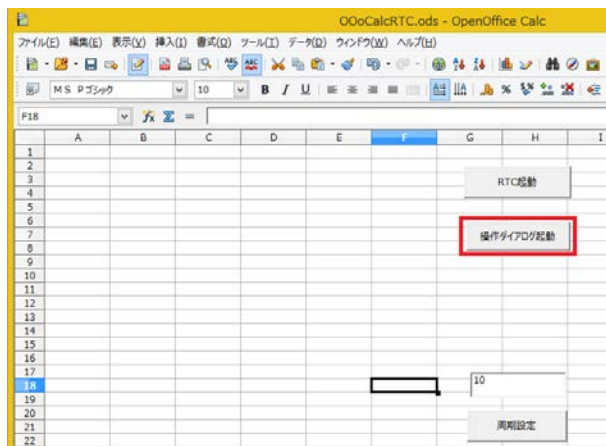 OOoCalcRTC.ods - OpenOffice Calc
ファイル(E) 編集(E) 表示(V) 挿入(I) 書式(O) ツール(T) データ(D) ウィンドウ(W) ヘルプ(H)
MS Pゴシック 10 B I U
F18 Σ =
A B C D E F G H I
1
2
3 RTC起動
4
5
6
7 操作ダイアログ起動
8
9
10
11
12
13
14
15
16
17
18 10
19
20
21 周期設定
22